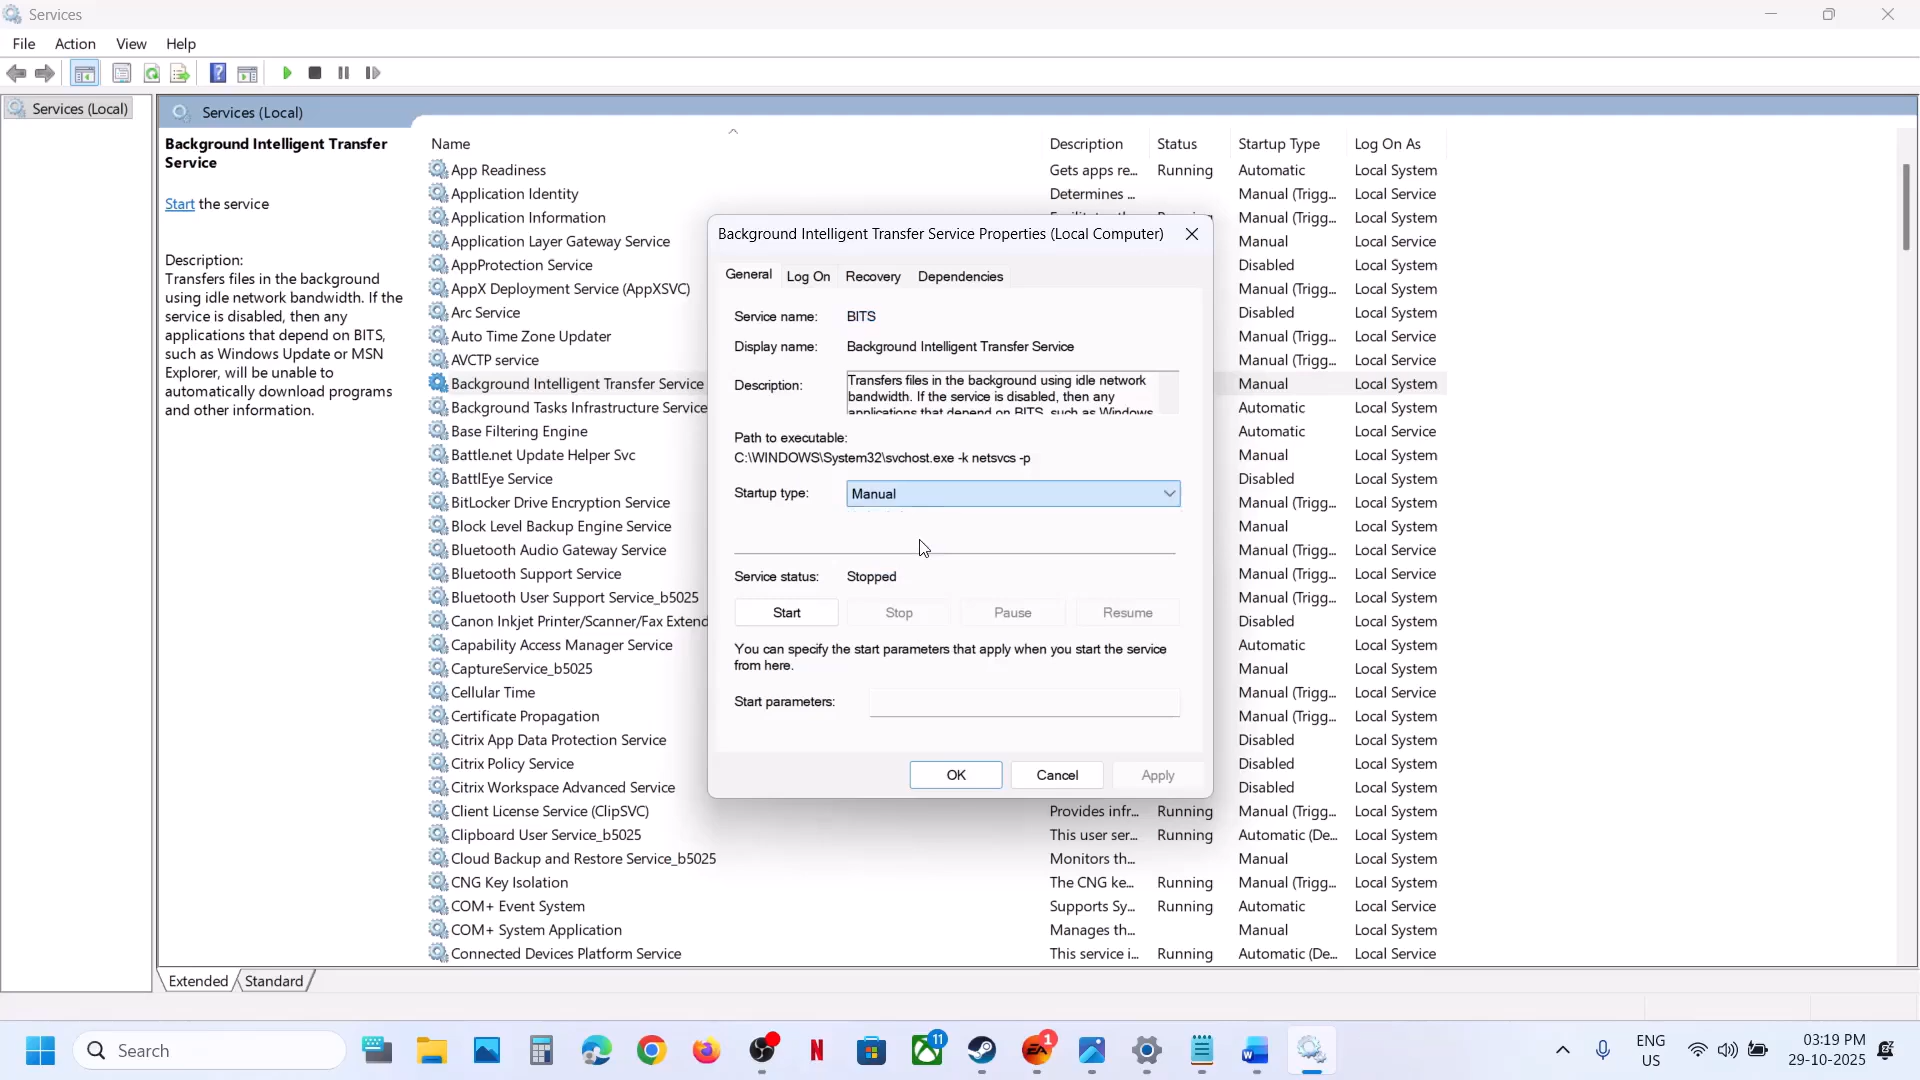 Services
File Action View Help
Services (Local)
Services (Local)
Background Intelligent Transfer
Service
Start the service
Description:
Transfers files in the background
using idle network bandwidth. If the
service is disabled, then any
applications that depend on BITS,
such as Windows Update or MSN
Explorer, will be unable to
automatically download programs
and other information.
Name Description Status Startup Type Log On As
App Readiness Gets apps re... Running Automatic Local System
Application Identity Determines ... Manual (Trigg... Local Service
Application Information Manual (Trigg... Local System
Application Layer Gateway Service Manual Local Service
AppProtection Service Disabled Local System
AppX Deployment Service (AppXSVC) Manual (Trigg... Local System
Arc Service Disabled Local System
Auto Time Zone Updater Manual (Trigg... Local Service
AVCTP service Manual (Trigg... Local Service
Background Intelligent Transfer Service Manual Local System
Background Tasks Infrastructure Service Automatic Local System
Base Filtering Engine Automatic Local Service
Battle.net Update Helper Svc Manual Local System
BattlEye Service Disabled Local System
BitLocker Drive Encryption Service Manual (Trigg... Local System
Block Level Backup Engine Service Manual Local System
Bluetooth Audio Gateway Service Manual (Trigg... Local Service
Bluetooth Support Service Manual (Trigg... Local Service
Bluetooth User Support Service_b5025 Manual (Trigg... Local System
Canon Inkjet Printer/Scanner/Fax Extend Disabled Local System
Capability Access Manager Service Automatic Local System
CaptureService_b5025 Manual Local System
Cellular Time Manual (Trigg... Local Service
Certificate Propagation Manual (Trigg... Local System
Citrix App Data Protection Service Disabled Local System
Citrix Policy Service Disabled Local System
Citrix Workspace Advanced Service Disabled Local System
Client License Service (ClipSVC) Provides infr... Running Manual (Trigg... Local System
Clipboard User Service_b5025 This user ser... Running Automatic (De... Local System
Cloud Backup and Restore Service_b5025 Monitors th... Manual Local System
CNG Key Isolation The CNG ke... Running Manual (Trigg... Local System
COM+ Event System Supports Sy... Running Automatic Local Service
COM+ System Application Manages th... Manual Local System
Connected Devices Platform Service This service i... Running Automatic (De... Local Service
Background Intelligent Transfer Service Properties (Local Computer)
General Log On Recovery Dependencies
Service name: BITS
Display name: Background Intelligent Transfer Service
Description: Transfers files in the background using idle network
bandwidth. If the service is disabled, then any
applications that depend on BITS, such as Windows
Path to executable:
C:\WINDOWS\System32\svchost.exe -k netsvcs -p
Startup type: Manual
Service status: Stopped
Start Stop Pause Resume
You can specify the start parameters that apply when you start the service
from here.
Start parameters:
OK Cancel Apply
Extended Standard
Search
11
1
ENG
US
03:19 PM
29-10-2025